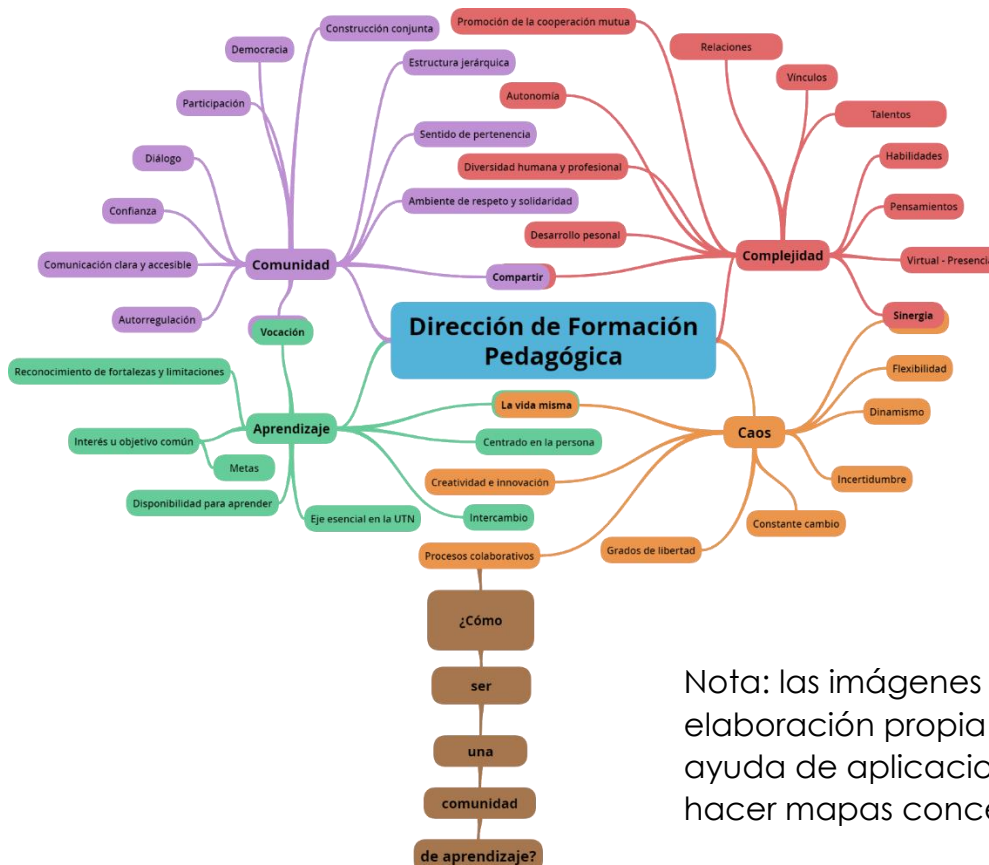 Promoción de la cooperación mutua
Construcción conjunta
Relaciones
Democracia
Estructura jerárquica
Vínculos
Autonomía
Participación
Talentos
Sentido de pertenencia
Habilidades
Diálogo
Diversidad humana y profesional
Ambiente de respeto y solidaridad
Pensamientos
Confianza
Desarrollo pesonal
Comunidad
Complejidad
Comunicación clara y accesible
Virtual - Presencia
Compartir
Autorregulación
Sinergia
Vocación
Dirección de Formación
Pedagógica
Reconocimiento de fortalezas y limitaciones
Flexibilidad
La vida misma
Dinamismo
Aprendizaje
Caos
Interés u objetivo común
Centrado en la persona
Metas
Creatividad e innovación
Incertidumbre
Disponibilidad para aprender
Eje esencial en la UTN
Intercambio
Constante cambio
Procesos colaborativos
Grados de libertad
¿Cómo
ser
una
comunidad
de aprendizaje?
Nota: las imágenes
elaboración propia
ayuda de aplicacio
hacer mapas conce